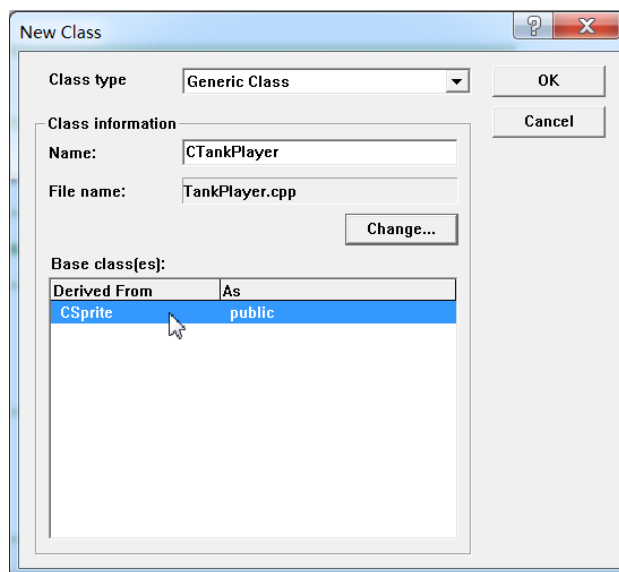 New Class
Class type
Generic Class
OK
Cancel
Class information
Name:
CTankPlayer
File name:
TankPlayer.cpp
Change...
Base class(es):
Derived From
As
CSprite
public